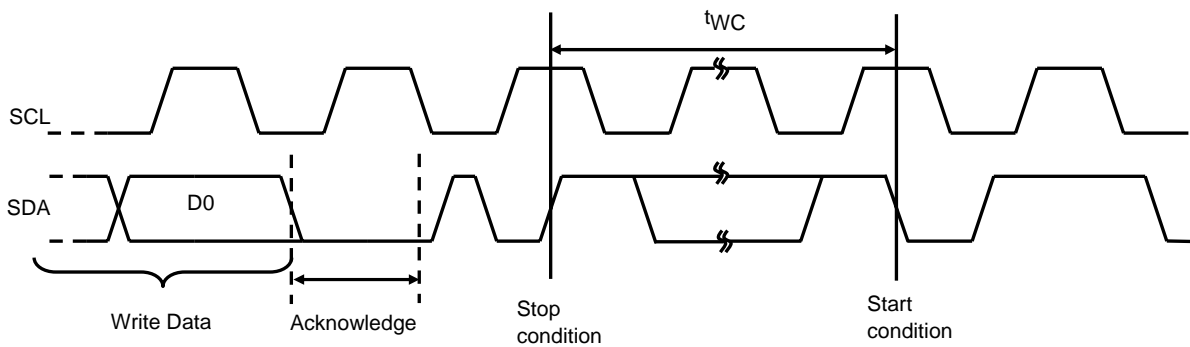 tWC
SCL
SDA
D0
Write Data
Acknowledge
Stop
condition
Start
condition